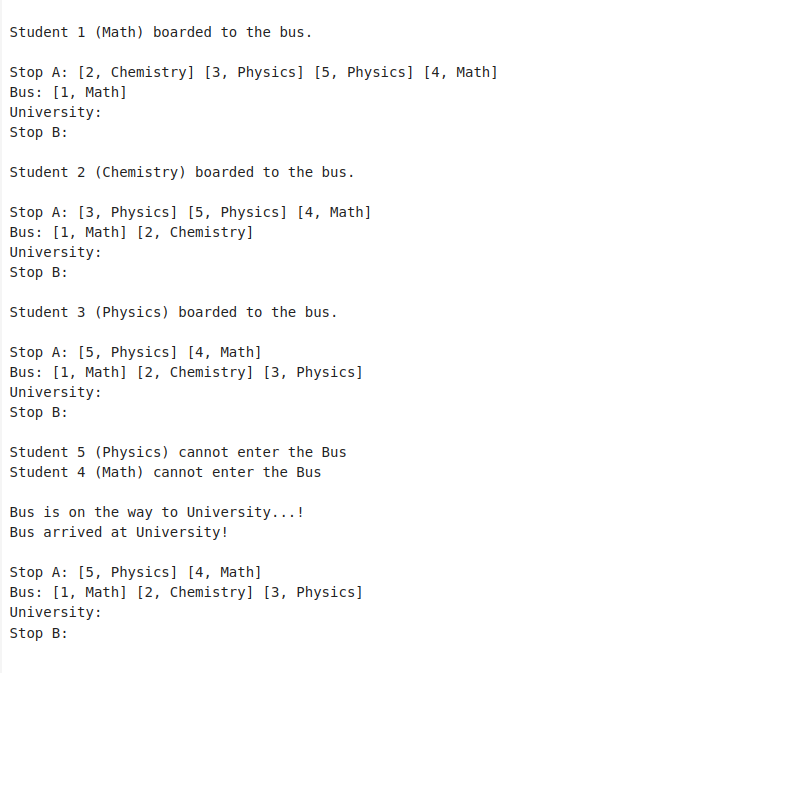 Student 1 (Math) boarded to the bus.
Stop A: [2, Chemistry] [3, Physics] [5, Physics] [4, Math]
Bus: [1, Math]
University:
Stop B:
Student 2 (Chemistry) boarded to the bus.
Stop A: [3, Physics] [5, Physics] [4, Math]
Bus: [1, Math] [2, Chemistry]
University:
Stop B:
Student 3 (Physics) boarded to the bus.
Stop A: [5, Physics] [4, Math]
Bus: [1, Math] [2, Chemistry] [3, Physics]
University:
Stop B:
Student 5 (Physics) cannot enter the Bus
Student 4 (Math) cannot enter the Bus
Bus is on the way to University...!
Bus arrived at University!
Stop A: [5, Physics] [4, Math]
Bus: [1, Math] [2, Chemistry] [3, Physics]
University:
Stop B: